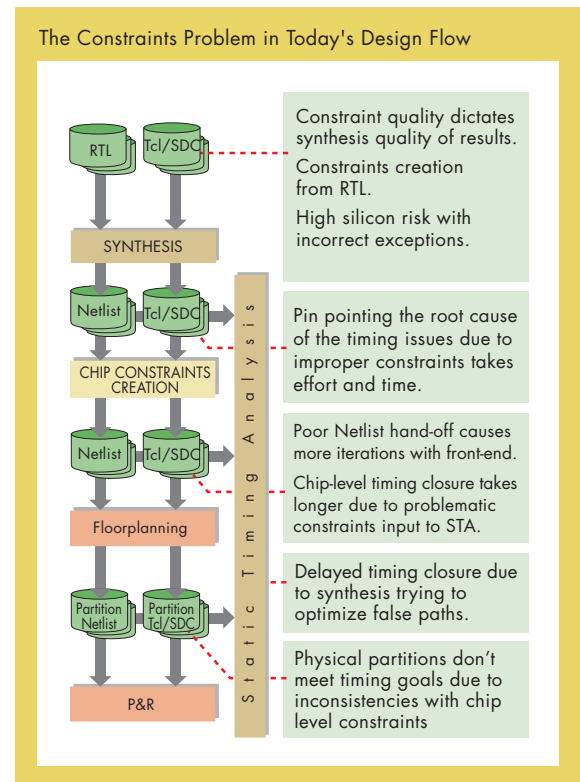 The Constraints Problem in Today's Design Flow
RTL
Tcl/SDC
Constraint quality dictates
synthesis quality of results.
Constraints creation
from RTL.
High silicon risk with
incorrect exceptions.
SYNTHESIS
Netlist
Tcl/SDC
Static Timing Analysis
Pin pointing the root cause
of the timing issues due to
improper constraints takes
effort and time.
CHIP CONSTRAINTS
CREATION
Netlist
Tcl/SDC
Poor Netlist hand-off causes
more iterations with front-end.
Chip-level timing closure takes
longer due to problematic
constraints input to STA.
Floorplanning
Delayed timing closure due
to synthesis trying to
optimize false paths.
Partition
Netlist
Partition
Tcl/SDC
Physical partitions don’t
meet timing goals due to
inconsistencies with chip
level constraints
P&R